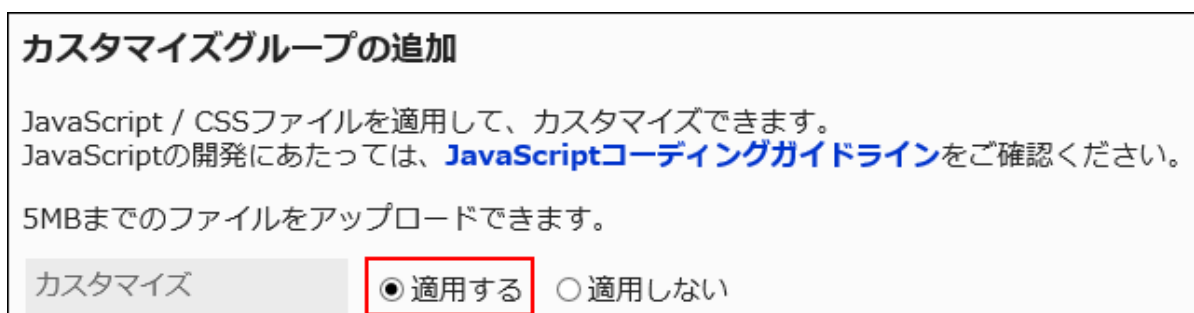 カスタマイズグループの追加
JavaScript / CSSファイルを適用して、カスタマイズできます。
JavaScriptの開発にあたっては、JavaScriptコーディングガイドラインをご確認ください。
5MBまでのファイルをアップロードできます。
カスタマイズ 適用する 適用しない